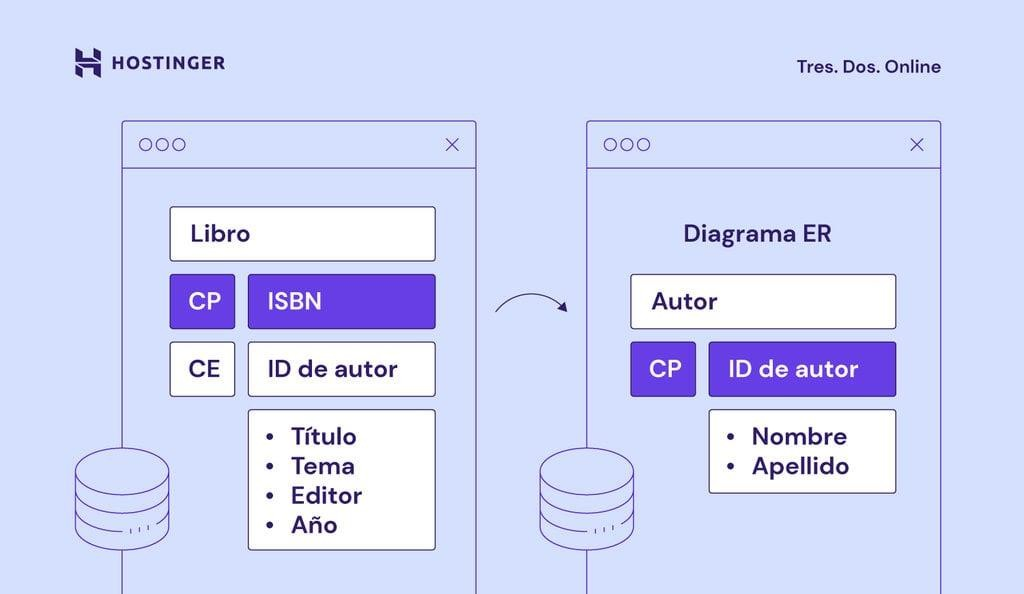 HOSTINGER
Tres. Dos. Online
Libro
CP ISBN
CE ID de autor
• Título
• Tema
• Editor
• Año
Diagrama ER
Autor
CP ID de autor
• Nombre
• Apellido